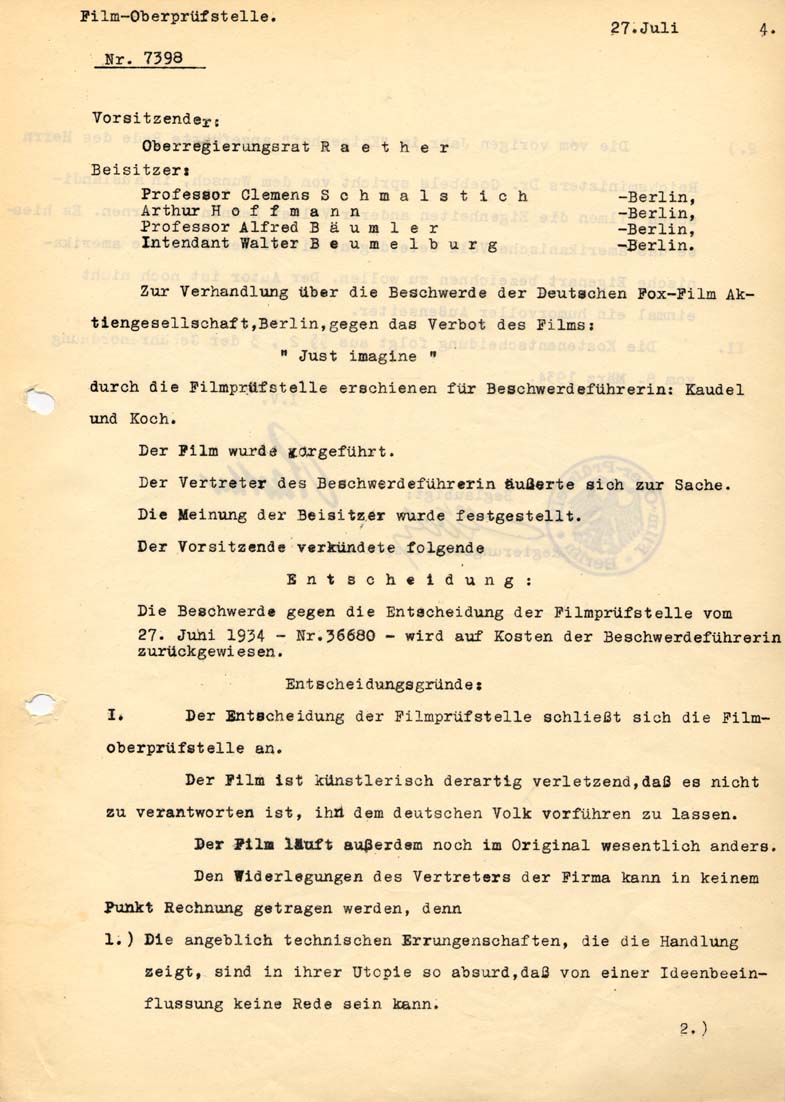 Film-Oberprüfstelle.
27.Juli 4.
Nr. 7398
Vorsitzender:
Oberregierungsrat R a e t h e r
Beisitzer:
Professor Clemens S c h m a l s t i c h -Berlin,
Arthur H o f f m a n n -Berlin,
Professor Alfred B ä u m l e r -Berlin,
Intendant Walter B e u m e l b u r g -Berlin.
Zur Verhandlung über die Beschwerde der Deutschen Fox-Film Ak-
tiengesellschaft,Berlin,gegen das Verbot des Films:
" Just imagine "
durch die Filmprüfstelle erschienen für Beschwerdeführerin: Kaudel
und Koch.
Der Film wurde vorgeführt.
Der Vertreter des Beschwerdeführerin äußerte sich zur Sache.
Die Meinung der Beisitzer wurde festgestellt.
Der Vorsitzende verkündete folgende
E n t s c h e i d u n g :
Die Beschwerde gegen die Entscheidung der Filmprüfstelle vom
27. Juni 1934 - Nr.36680 - wird auf Kosten der Beschwerdeführerin
zurückgewiesen.
Entscheidungsgründe:
I. Der Entscheidung der Filmprüfstelle schließt sich die Film-
oberprüfstelle an.
Der Film ist künstlerisch derartig verletzend,daß es nicht
zu verantworten ist, ihn dem deutschen Volk vorführen zu lassen.
Der Film läuft außerdem noch im Original wesentlich anders.
Den Widerlegungen des Vertreters der Firma kann in keinem
Punkt Rechnung getragen werden, denn
1.) Die angeblich technischen Errungenschaften, die die Handlung
zeigt, sind in ihrer Utopie so absurd,daß von einer Ideenbeein-
flussung keine Rede sein kann.
2.)